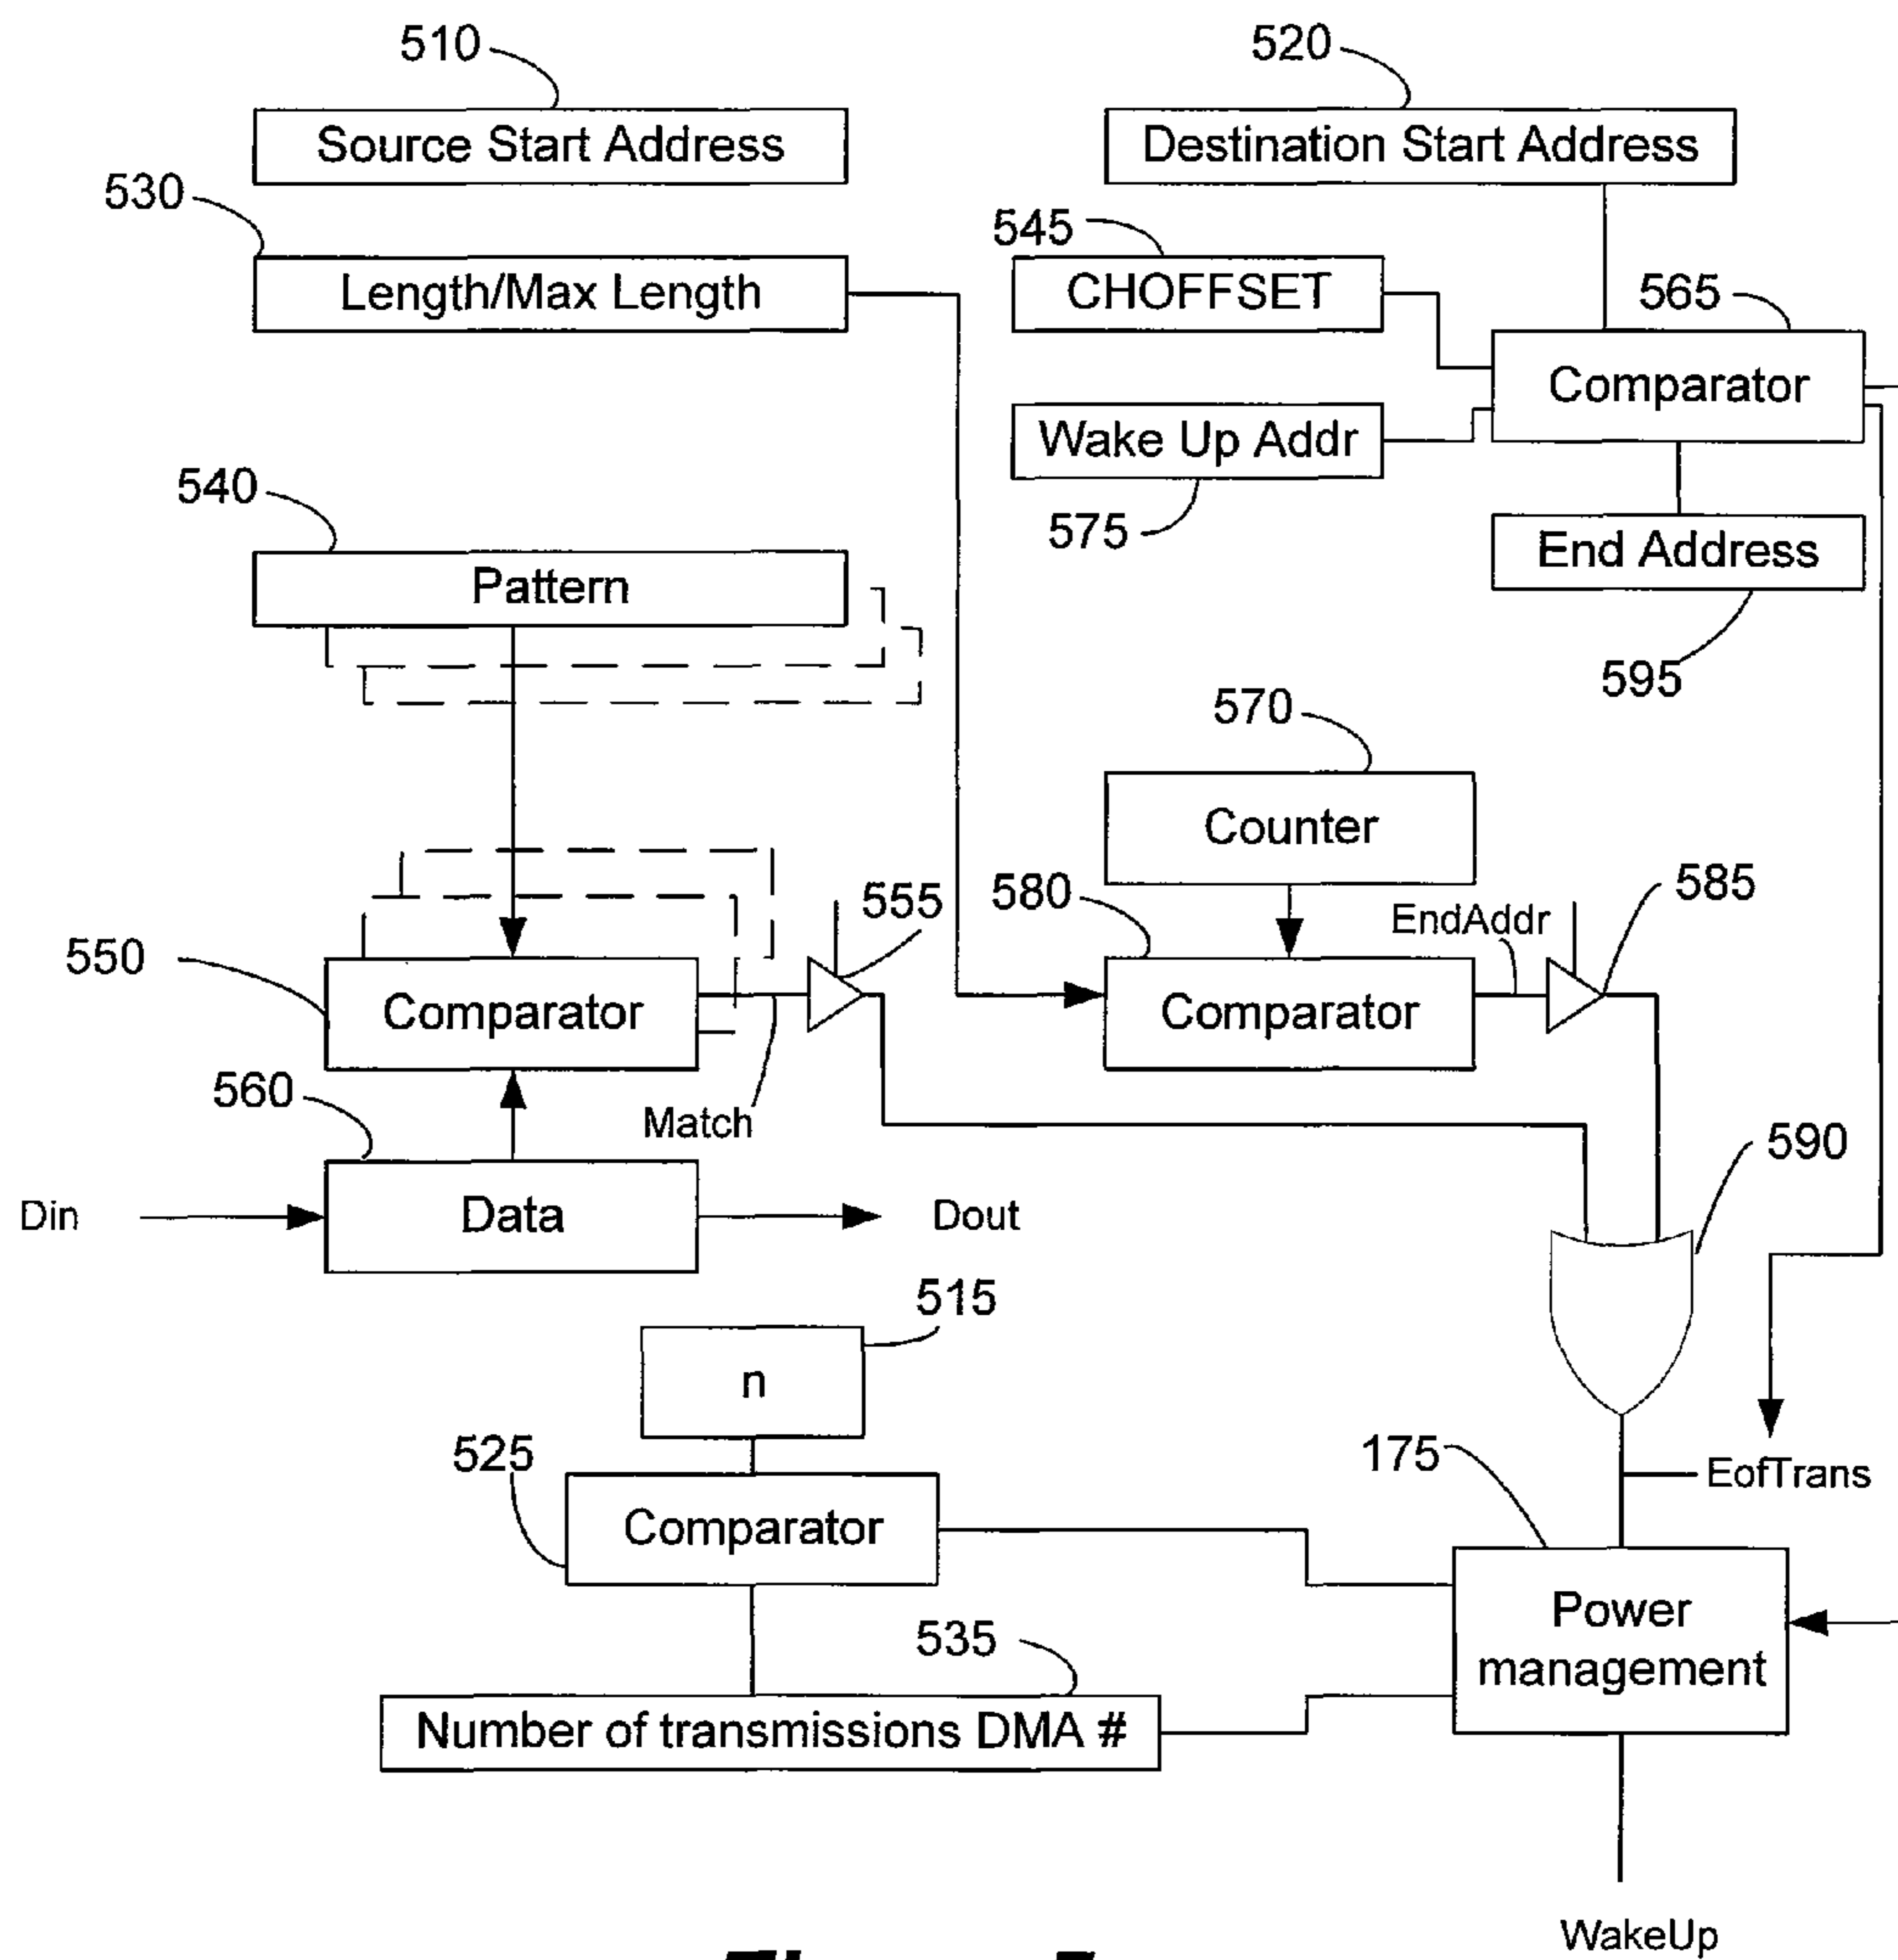 510
520
Source Start Address
Destination Start Address
530
545
Length/Max Length
CHOFFSET
565
Comparator
Wake Up Addr
540
575
End Address
Pattern
595
570
Counter
580
585
555
EndAddr
550
Comparator
Comparator
560
Match
590
Din
Data
Dout
515
n
525
175
EofTrans
Comparator
Power
management
535
Number of transmissions DMA #
WakeUp